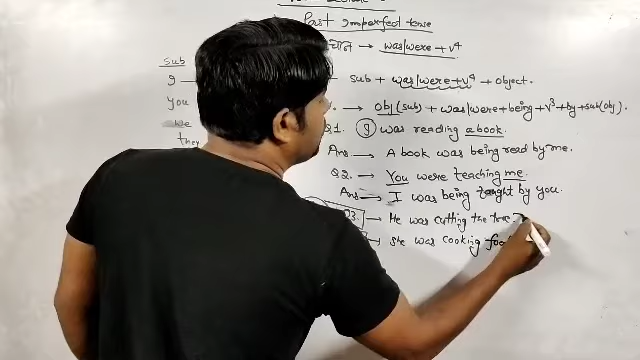 Past Imperfect tense
→ was/were + v⁴
sub
I
sub + was/were + v⁴ + object.
you
→ obj (sub) + was/were + being + v³ + by + sub (obj).
we
Q1. I was reading a book.
they
Ans → A book was being read by me.
Q2. You were teaching me.
Ans → I was being taught by you.
Q3. → He was cutting the tree.
→ She was cooking